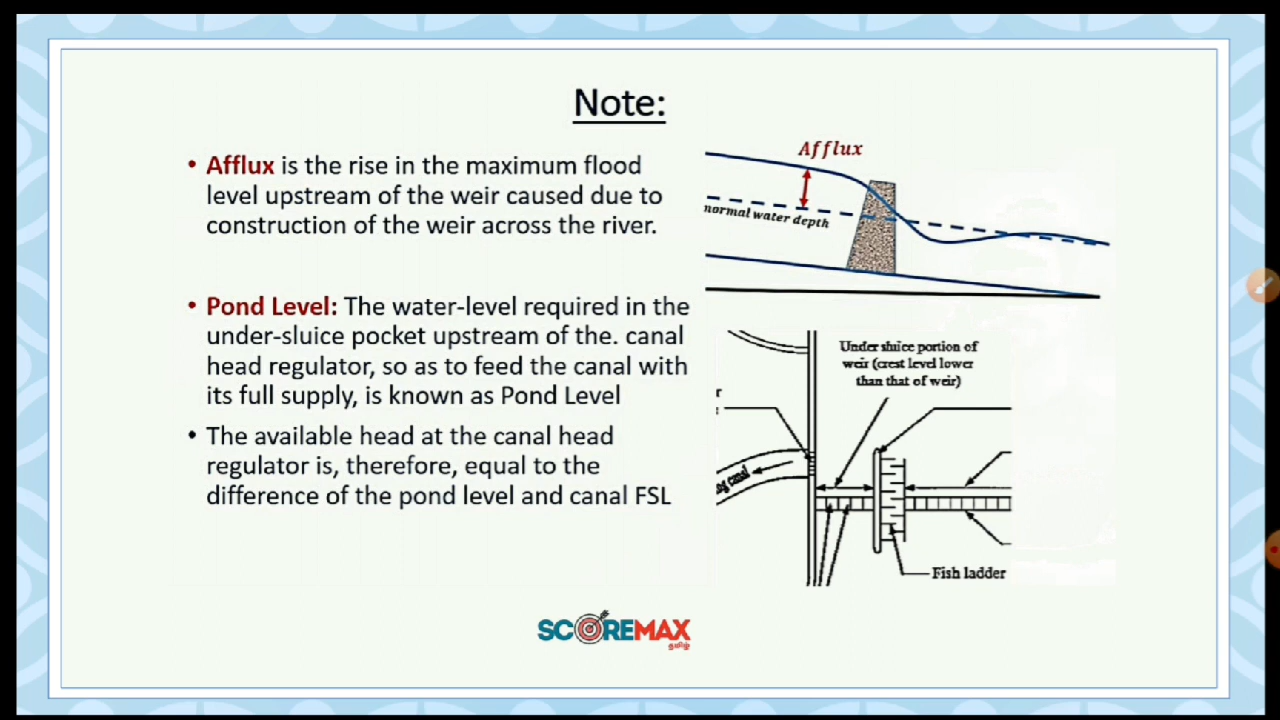 Note:
• Afflux is the rise in the maximum flood
level upstream of the weir caused due to
construction of the weir across the river.
• Pond Level: The water-level required in the
under-sluice pocket upstream of the. canal
head regulator, so as to feed the canal with
its full supply, is known as Pond Level
• The available head at the canal head
regulator is, therefore, equal to the
difference of the pond level and canal FSL
Afflux
normal water depth
Under sluice portion of
weir (crest level lower
than that of weir)
canal
Fish ladder
SCOREMAX
தமிழ்